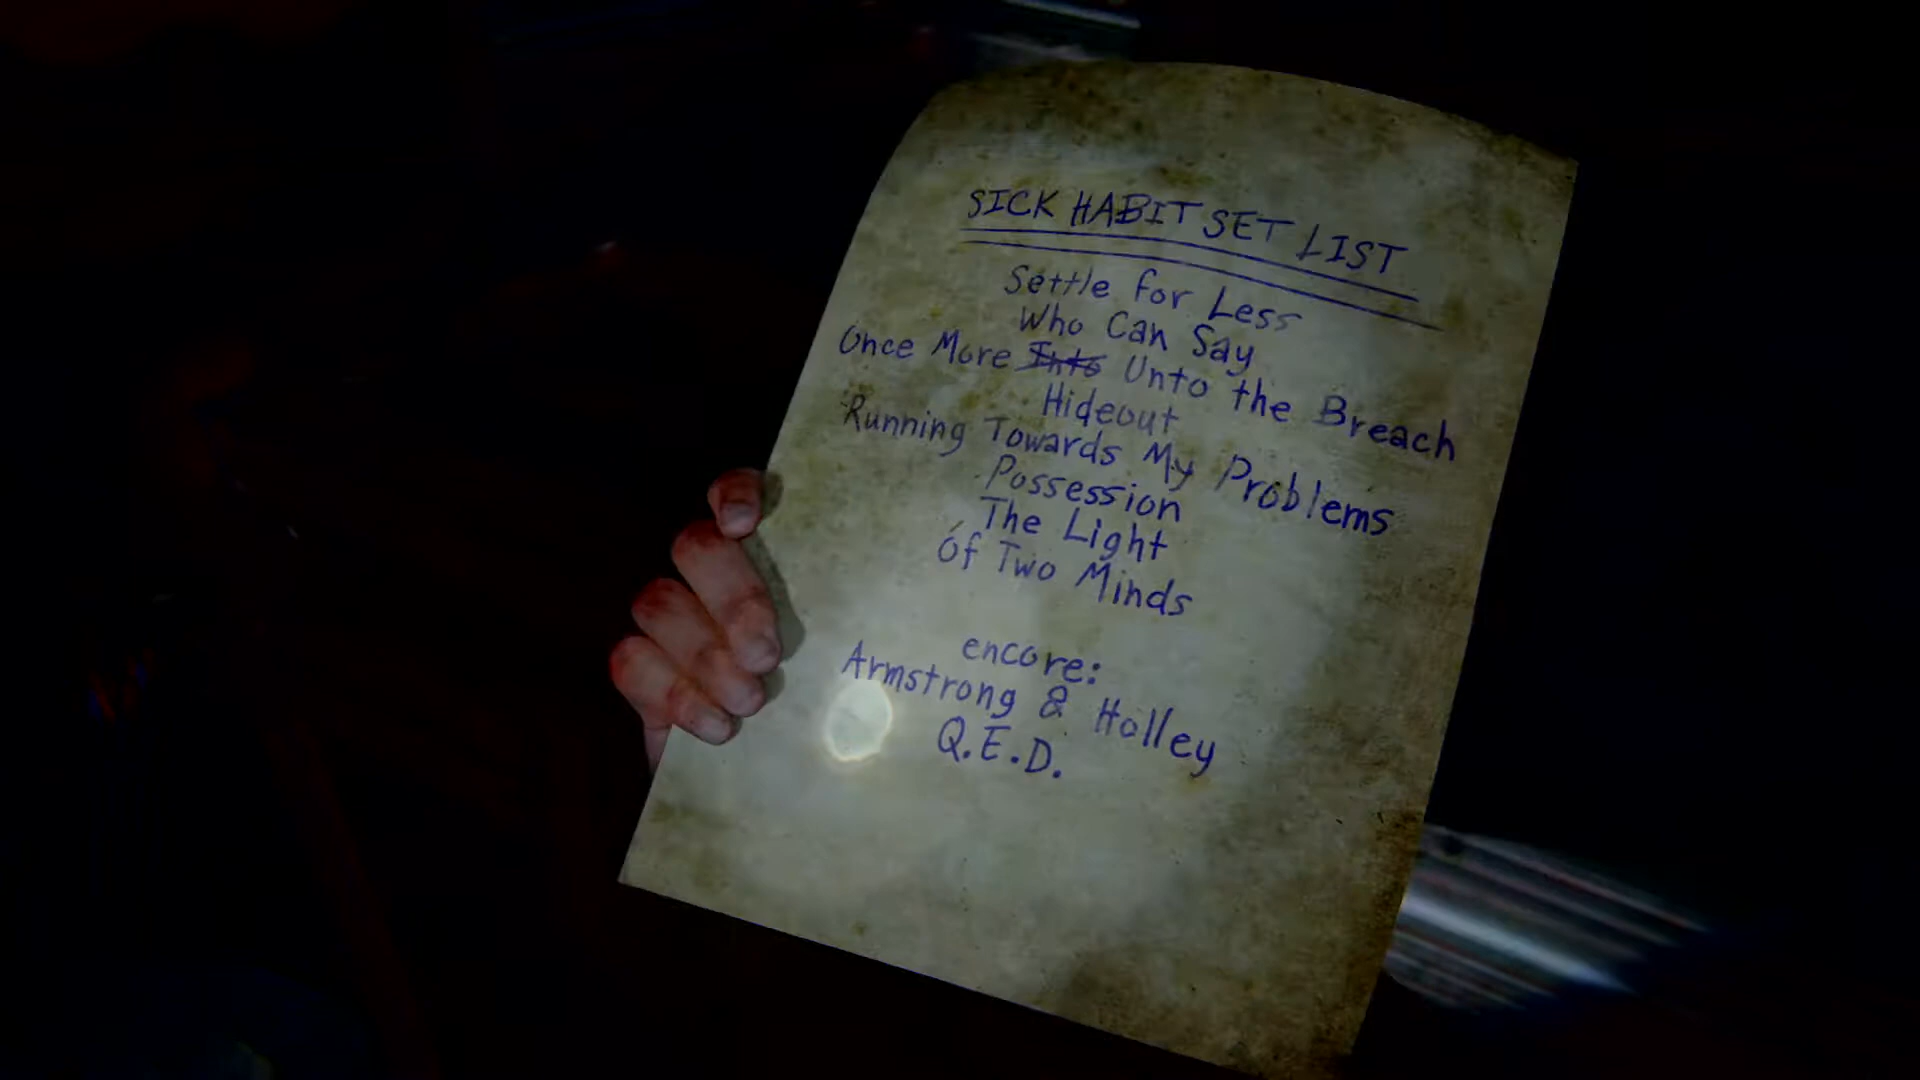 SICK HABIT SET LIST
Settle for Less
Who Can Say
Once More Into Unto the Breach
Hideout
Running Towards My Problems
Possession
The Light
Of Two Minds
encore:
Armstrong & Halley
Q.E.D.